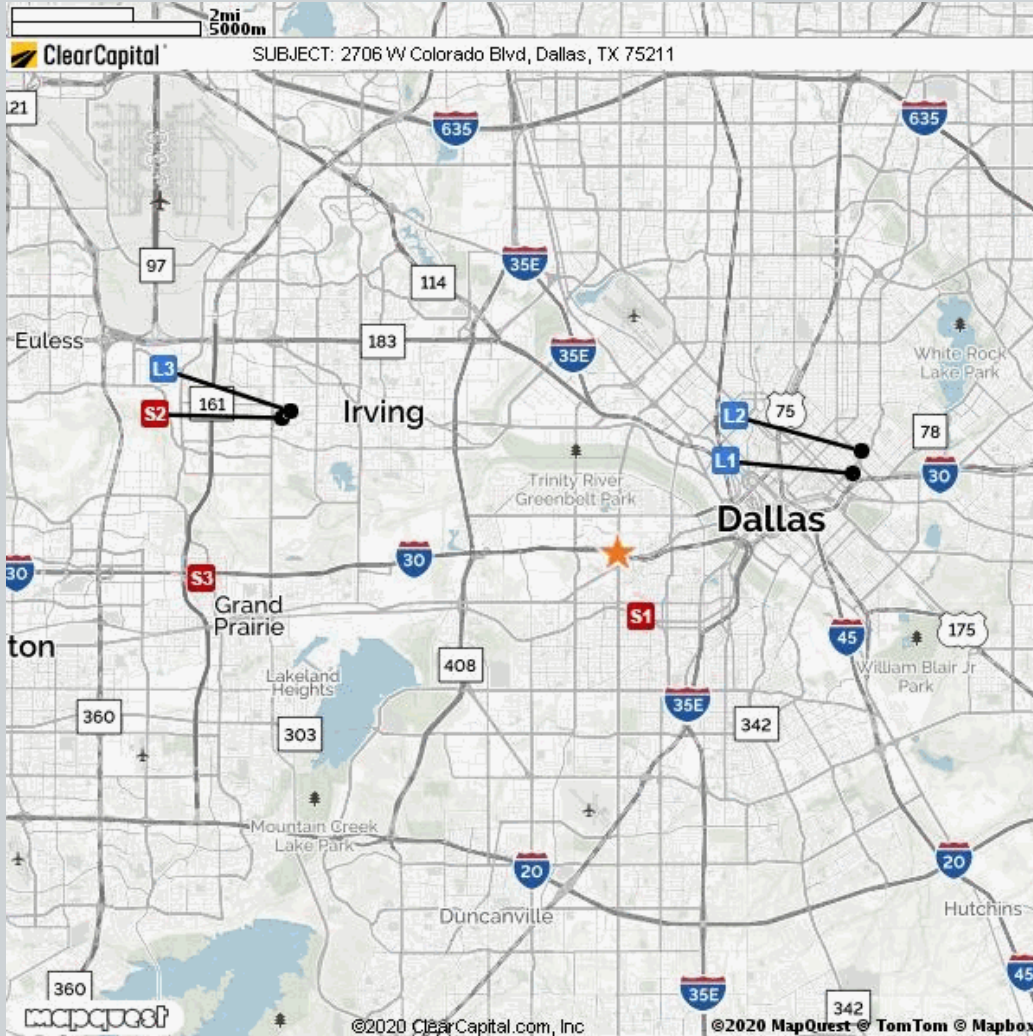 2mi
5000m
ClearCapital
SUBJECT: 2706 W Colorado Blvd, Dallas, TX 75211
121
635
635
97
35E
114
Euless
183
35E
White Rock
Lake Park
L3
S2
161
Irving
L2
75
78
L1
30
Trinity River
Greenbelt Park
Dallas
30
30
S3
Grand
Prairie
S1
45
175
ton
Lakeland
Heights
408
William Blair Jr
Park
360
303
35E
342
Mountain Creek
Lake Park
20
20
Duncanville
Hutchins
360
35E
342
45
mapquest
©2020 ClearCapital.com, Inc
©2020 MapQuest © TomTom © Mapbox